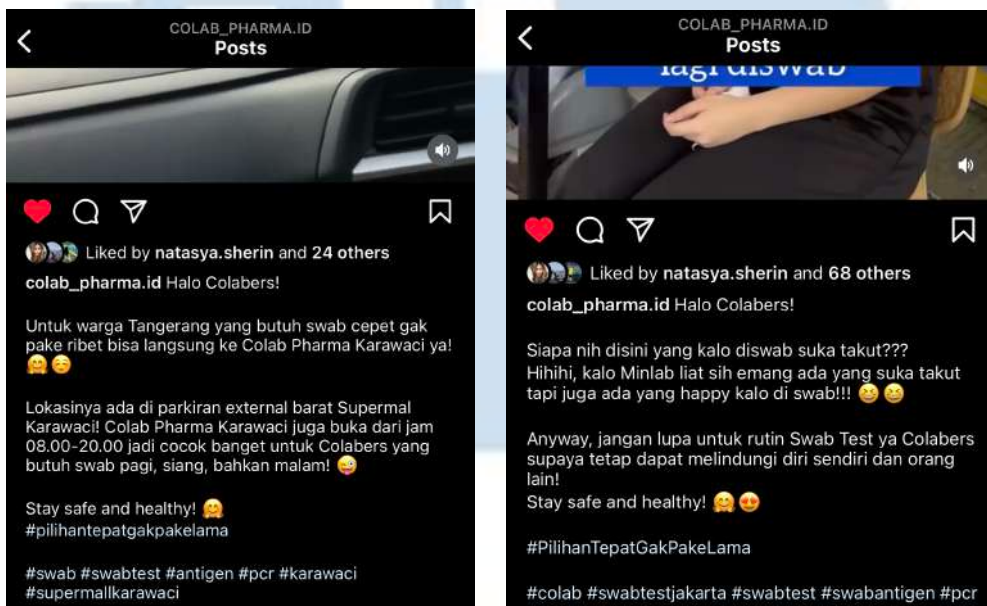 COLAB_PHARMA.ID
Posts
Liked by natasya.sherin and 24 others
colab_pharma.id Halo Colabers!
Untuk warga Tangerang yang butuh swab cepet gak
pake ribet bisa langsung ke Colab Pharma Karawaci ya!
🤗☺️
Lokasinya ada di parkiran external barat Supermal
Karawaci! Colab Pharma Karawaci juga buka dari jam
08.00-20.00 jadi cocok banget untuk Colabers yang
butuh swab pagi, siang, bahkan malam! 😜
Stay safe and healthy! 🤗
#pilihantepatgakpakelama
#swab #swabtest #antigen #pcr #karawaci
#supermallkarawaci
COLAB_PHARMA.ID
Posts
lagi diswab
Liked by natasya.sherin and 68 others
colab_pharma.id Halo Colabers!
Siapa nih disini yang kalo diswab suka takut???
Hihihi, kalo Minlab liat sih emang ada yang suka takut
tapi juga ada yang happy kalo di swab!!! 😆😆
Anyway, jangan lupa untuk rutin Swab Test ya Colabers
supaya tetap dapat melindungi diri sendiri dan orang
lain!
Stay safe and healthy! 🤗😍
#PilihanTepatGakPakeLama
#colab #swabtestjakarta #swabtest #swabantigen #pcr